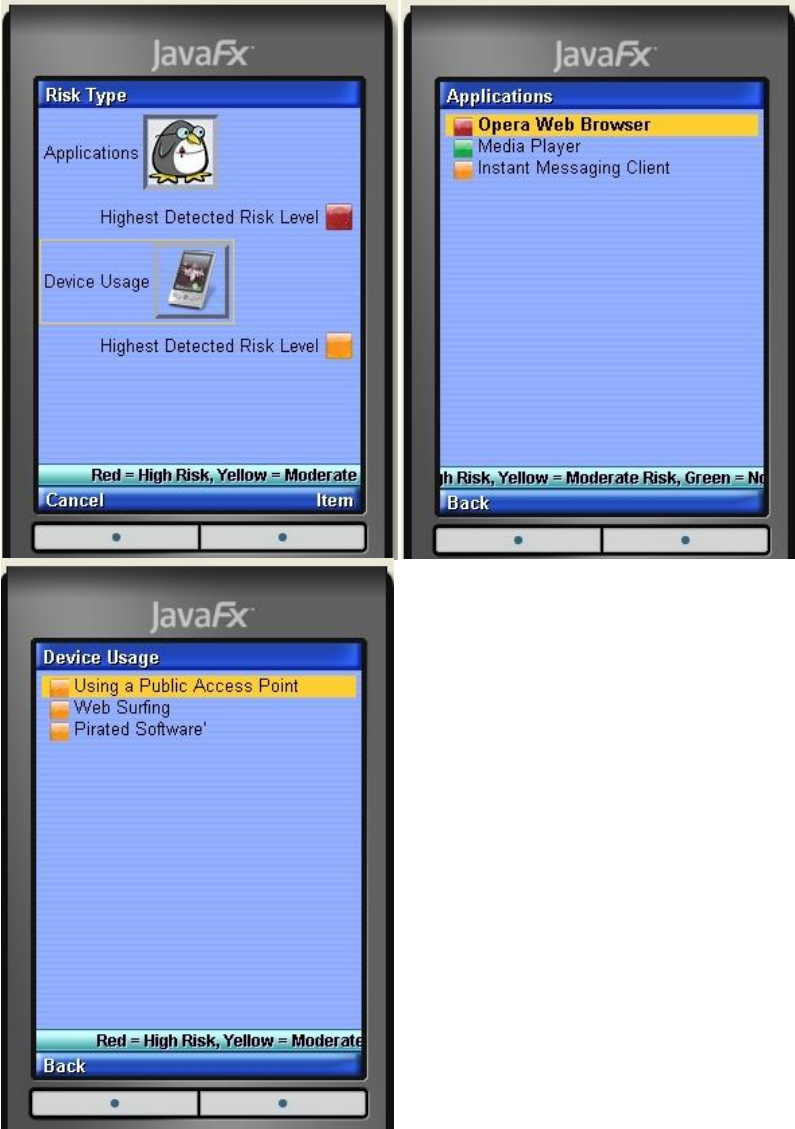 JavaFx
Risk Type
Applications
Highest Detected Risk Level
Device Usage
Highest Detected Risk Level
Red = High Risk, Yellow = Moderate
Cancel Item
JavaFx
Applications
Opera Web Browser
Media Player
Instant Messaging Client
h Risk, Yellow = Moderate Risk, Green = No
Back
JavaFx
Device Usage
Using a Public Access Point
Web Surfing
Pirated Software'
Red = High Risk, Yellow = Moderate
Back